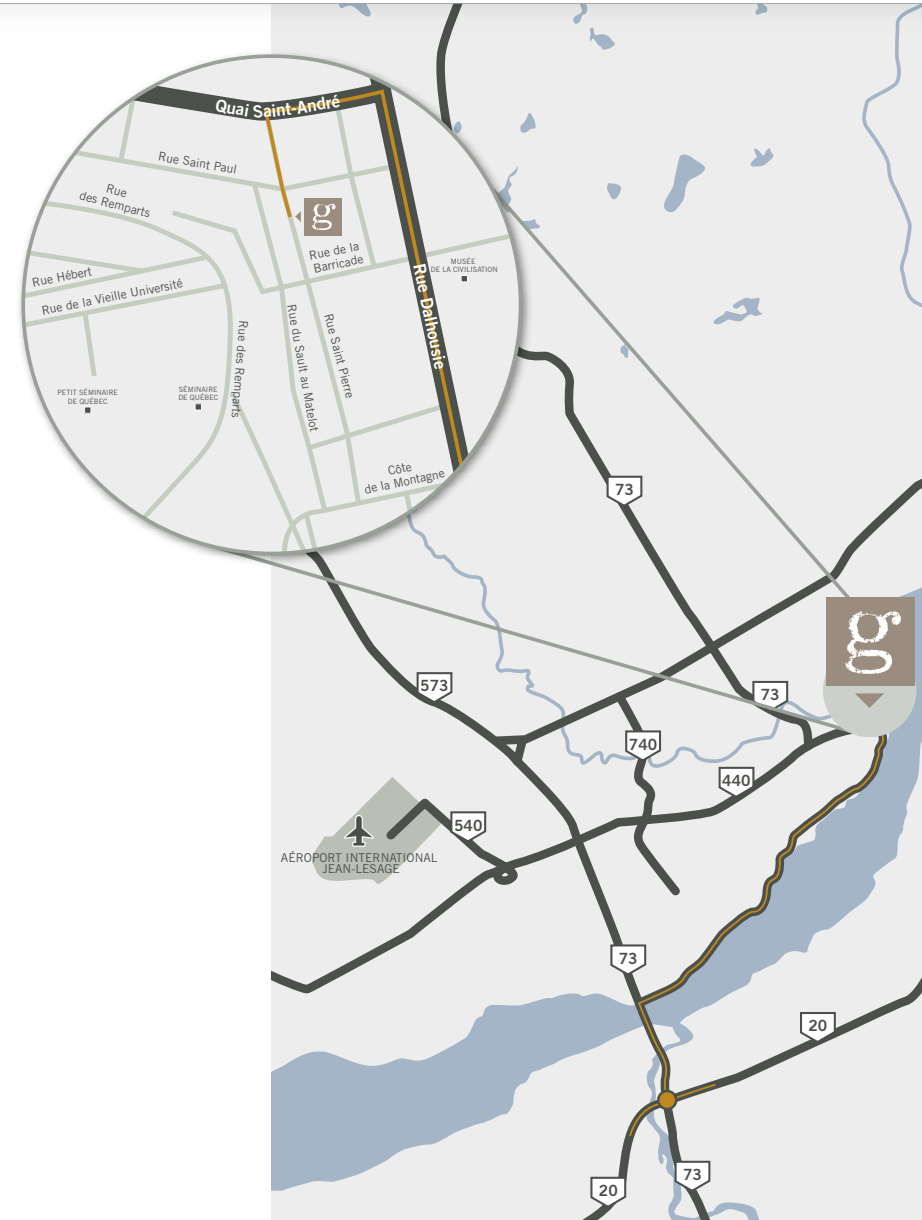 Quai Saint-André
Rue Saint Paul
Rue
des Remparts
g
Rue de la
Barricade
MUSÉE
DE LA CIVILISATION
Rue Hébert
Rue de la Vieille Université
Rue Dalhousie
Rue des Remparts
Rue du Sault au Matelot
Rue Saint Pierre
PETIT SÉMINAIRE
DE QUÉBEC
SÉMINAIRE
DE QUÉBEC
Côte
de la Montagne
73
g
573
73
740
440
540
AÉROPORT INTERNATIONAL
JEAN-LESAGE
73
20
73
20